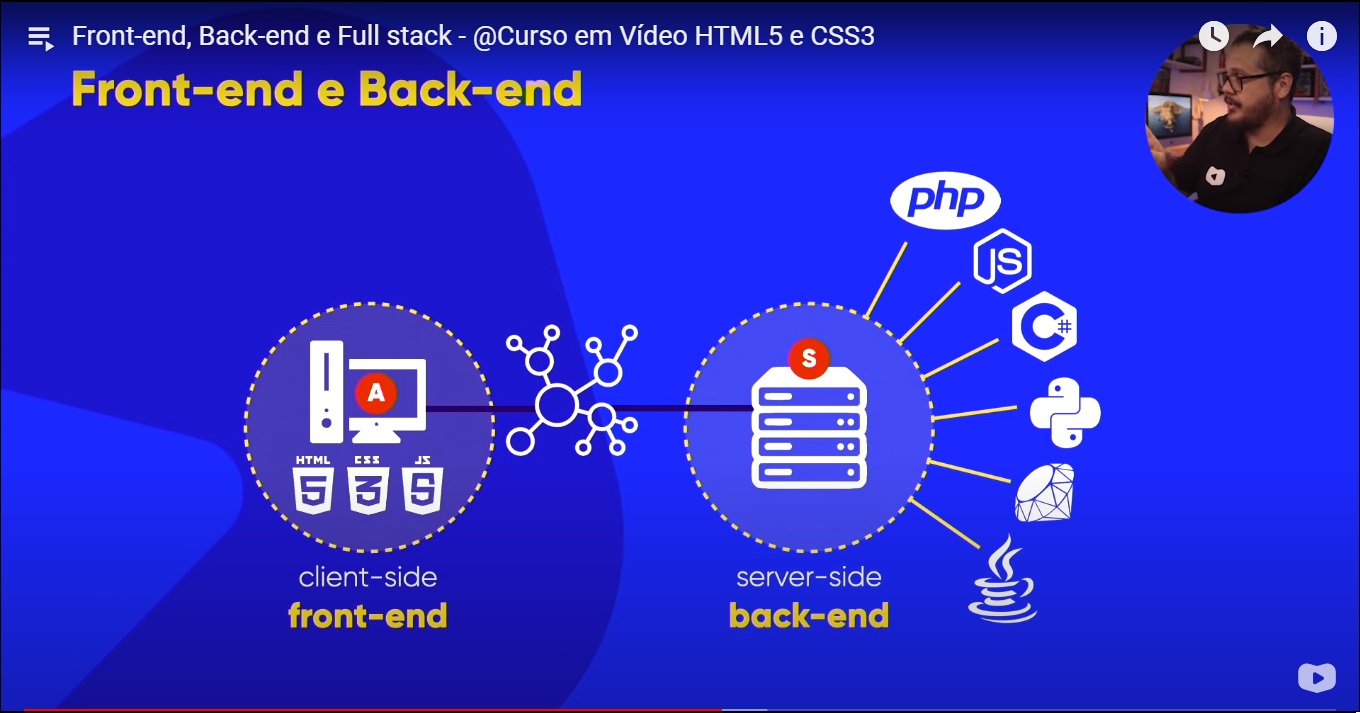 Front-end, Back-end e Full stack - @Curso em Vídeo HTML5 e CSS3
Front-end e Back-end
php
JS
C#
A
S
HTML CSS JS
5 3 S
client-side
front-end
server-side
back-end